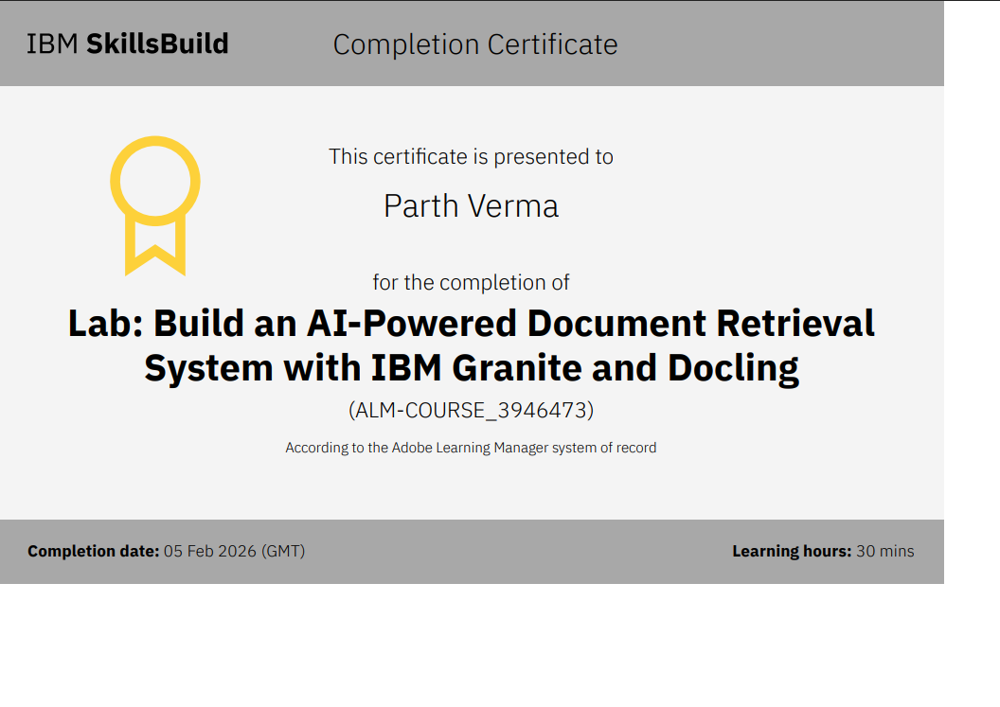 IBM SkillsBuild
Completion Certificate
This certificate is presented to
Parth Verma
for the completion of
Lab: Build an AI-Powered Document Retrieval
System with IBM Granite and Docling
(ALM-COURSE_3946473)
According to the Adobe Learning Manager system of record
Completion date: 05 Feb 2026 (GMT)
Learning hours: 30 mins